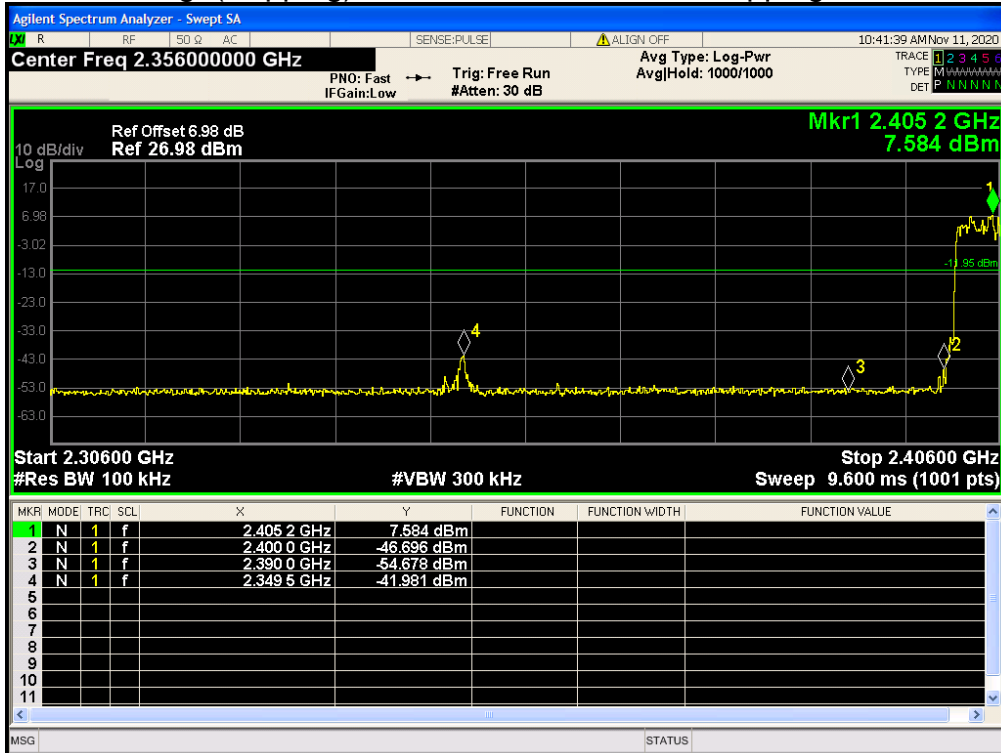 Agilent Spectrum Analyzer - Swept SA
LXI R RF 50 Ω AC SENSE:PULSE ALIGN OFF 10:41:39 AM Nov 11, 2020
Center Freq 2.356000000 GHz Avg Type: Log-Pwr TRACE 1 2 3 4 5 6
PNO: Fast Trig: Free Run Avg|Hold: 1000/1000 TYPE M
IFGain:Low #Atten: 30 dB DET P N N N N N
Mkr1 2.405 2 GHz
Ref Offset 6.98 dB
10 dB/div Ref 26.98 dBm 7.584 dBm
Log
17.0
1
6.98
-3.02
-11.95 dBm
-13.0
-23.0
-33.0
4
2
-43.0
3
-53.0
-63.0
Start 2.30600 GHz Stop 2.40600 GHz
#Res BW 100 kHz #VBW 300 kHz Sweep 9.600 ms (1001 pts)
MKR MODE TRC SCL X Y FUNCTION FUNCTION WIDTH FUNCTION VALUE
1 N 1 f 2.405 2 GHz 7.584 dBm
2 N 1 f 2.400 0 GHz -46.696 dBm
3 N 1 f 2.390 0 GHz -54.678 dBm
4 N 1 f 2.349 5 GHz -41.981 dBm
5
6
7
8
9
10
11
MSG STATUS